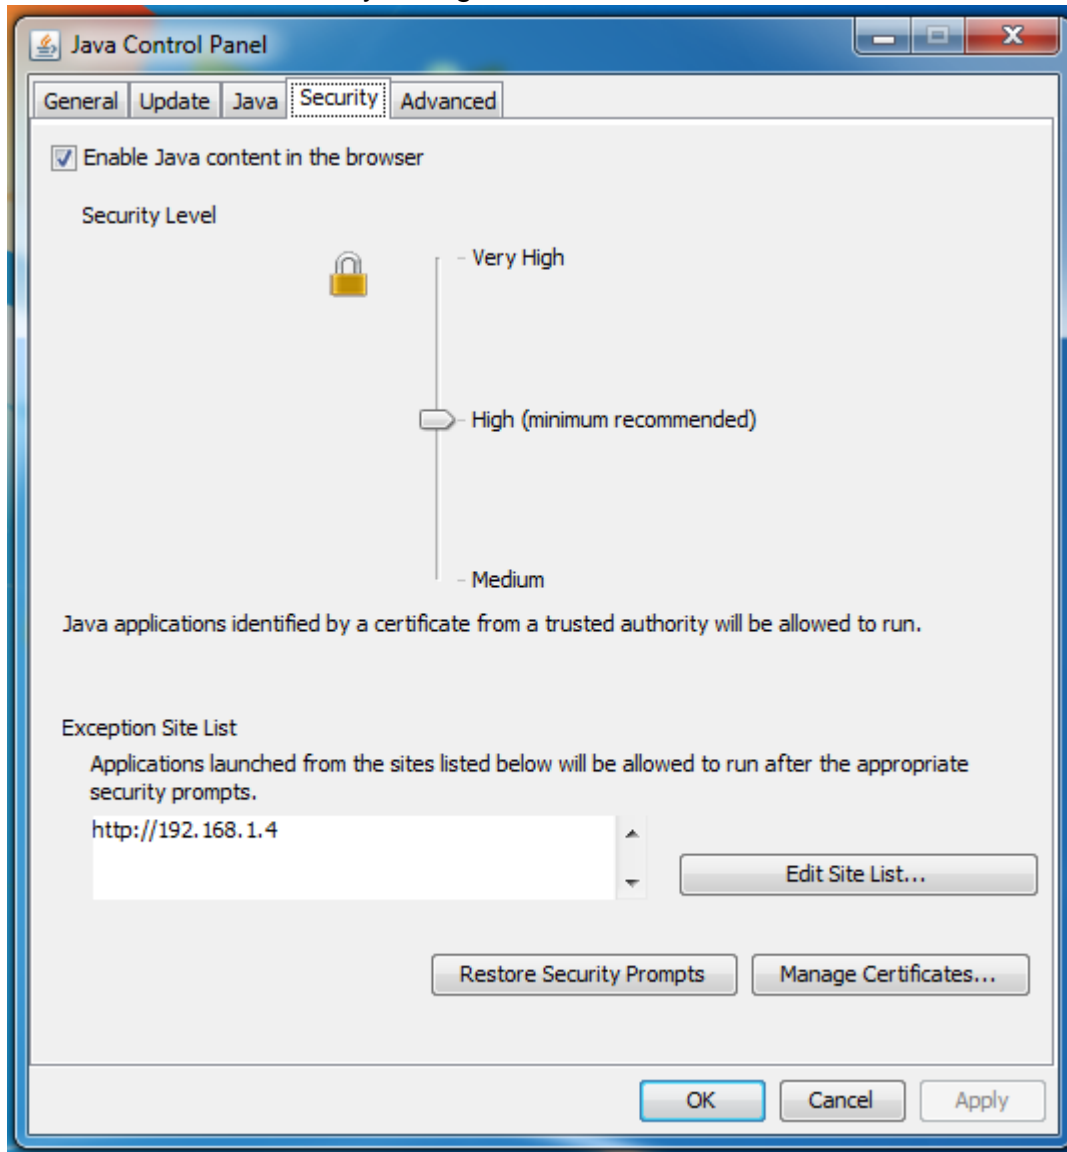 Java Control Panel
General Update Java Security Advanced
Enable Java content in the browser
Security Level
- Very High
- High (minimum recommended)
- Medium
Java applications identified by a certificate from a trusted authority will be allowed to run.
Exception Site List
Applications launched from the sites listed below will be allowed to run after the appropriate
security prompts.
http://192.168.1.4
Edit Site List...
Restore Security Prompts Manage Certificates...
OK Cancel Apply